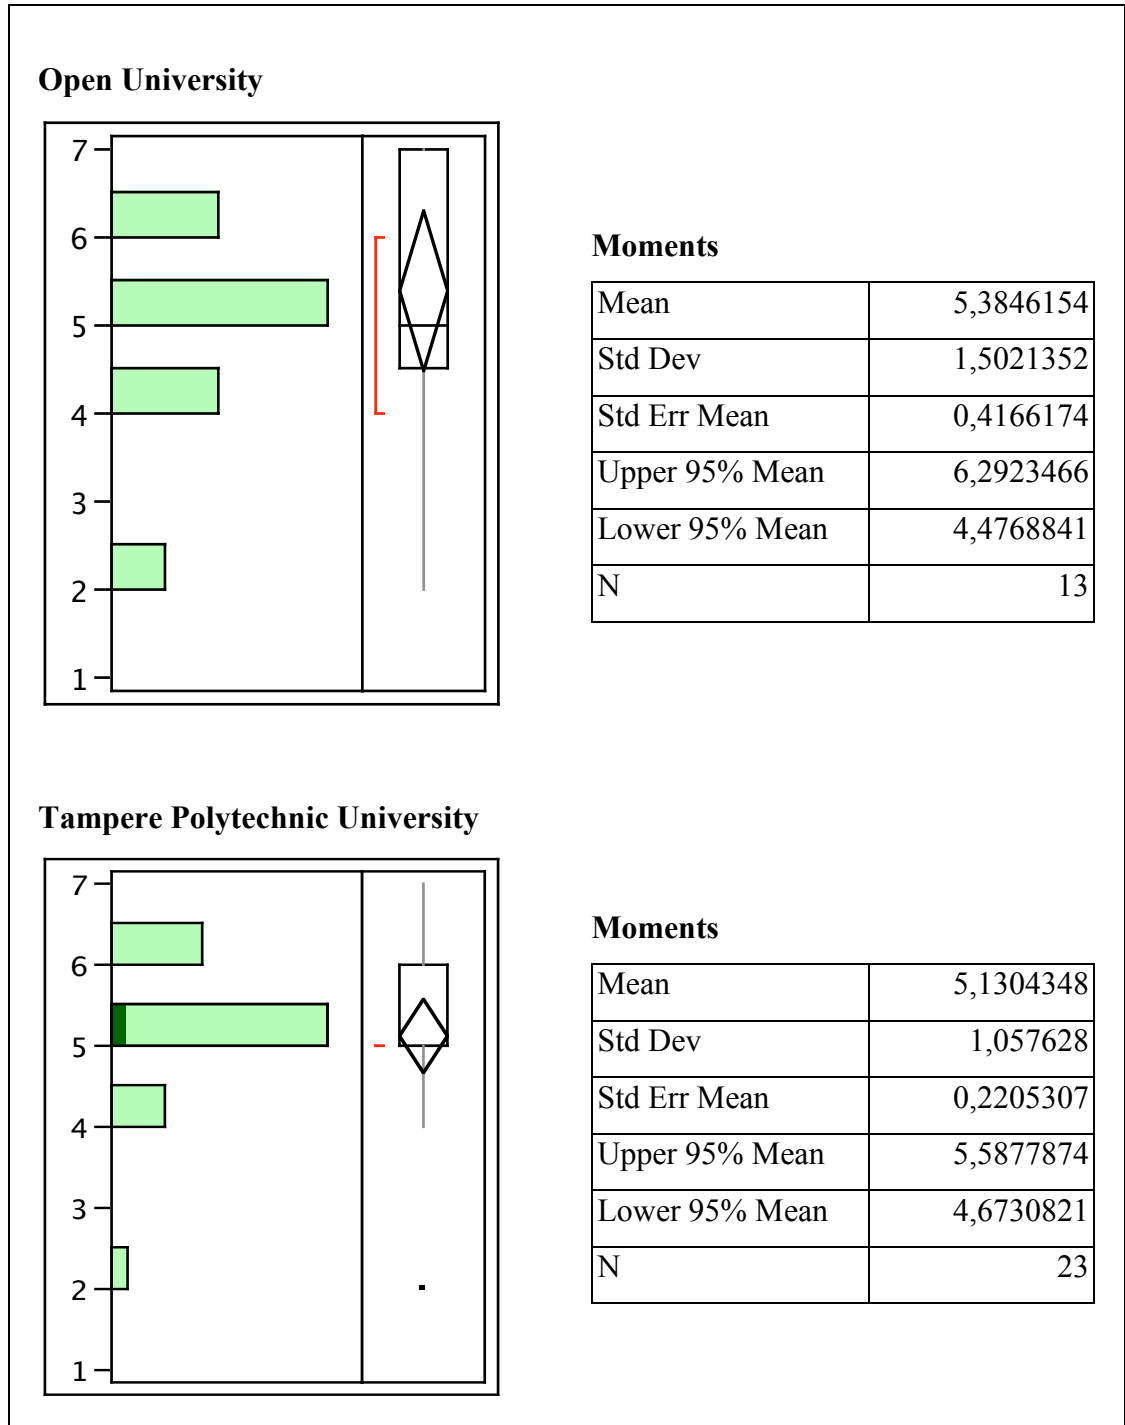 Open University
7
6
5
4
3
2
1
Moments
Mean 5,3846154
Std Dev 1,5021352
Std Err Mean 0,4166174
Upper 95% Mean 6,2923466
Lower 95% Mean 4,4768841
N 13
Tampere Polytechnic University
7
6
5
4
3
2
1
Moments
Mean 5,1304348
Std Dev 1,057628
Std Err Mean 0,2205307
Upper 95% Mean 5,5877874
Lower 95% Mean 4,6730821
N 23